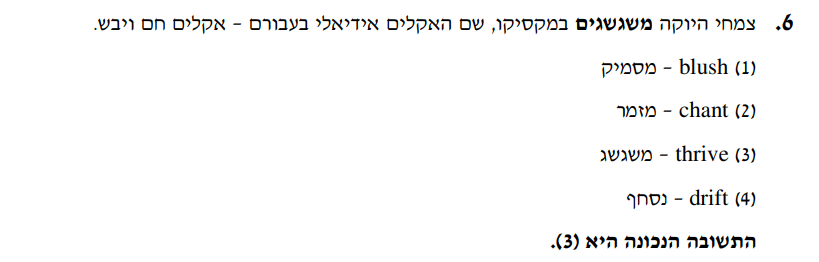 6. צמחי היוקה משגשגים במקסיקו, שם האקלים אידיאלי בעבורם – אקלים חם ויבש.
(1) blush – מסמיק
(2) chant – מזמר
(3) thrive – משגשג
(4) drift – נסחף
התשובה הנכונה היא (3).